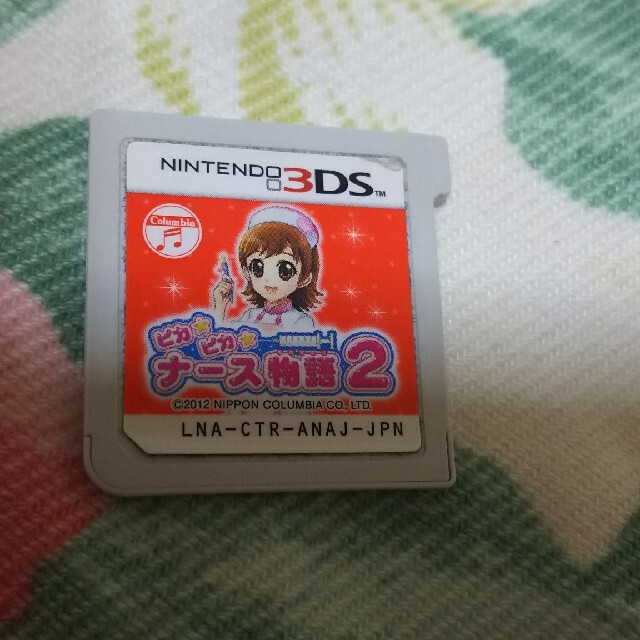 NINTENDO 3DS™
Columbia
ピカ☆ピカ☆
ナース物語2
©2012 NIPPON COLUMBIA CO., LTD.
LNA-CTR-ANAJ-JPN